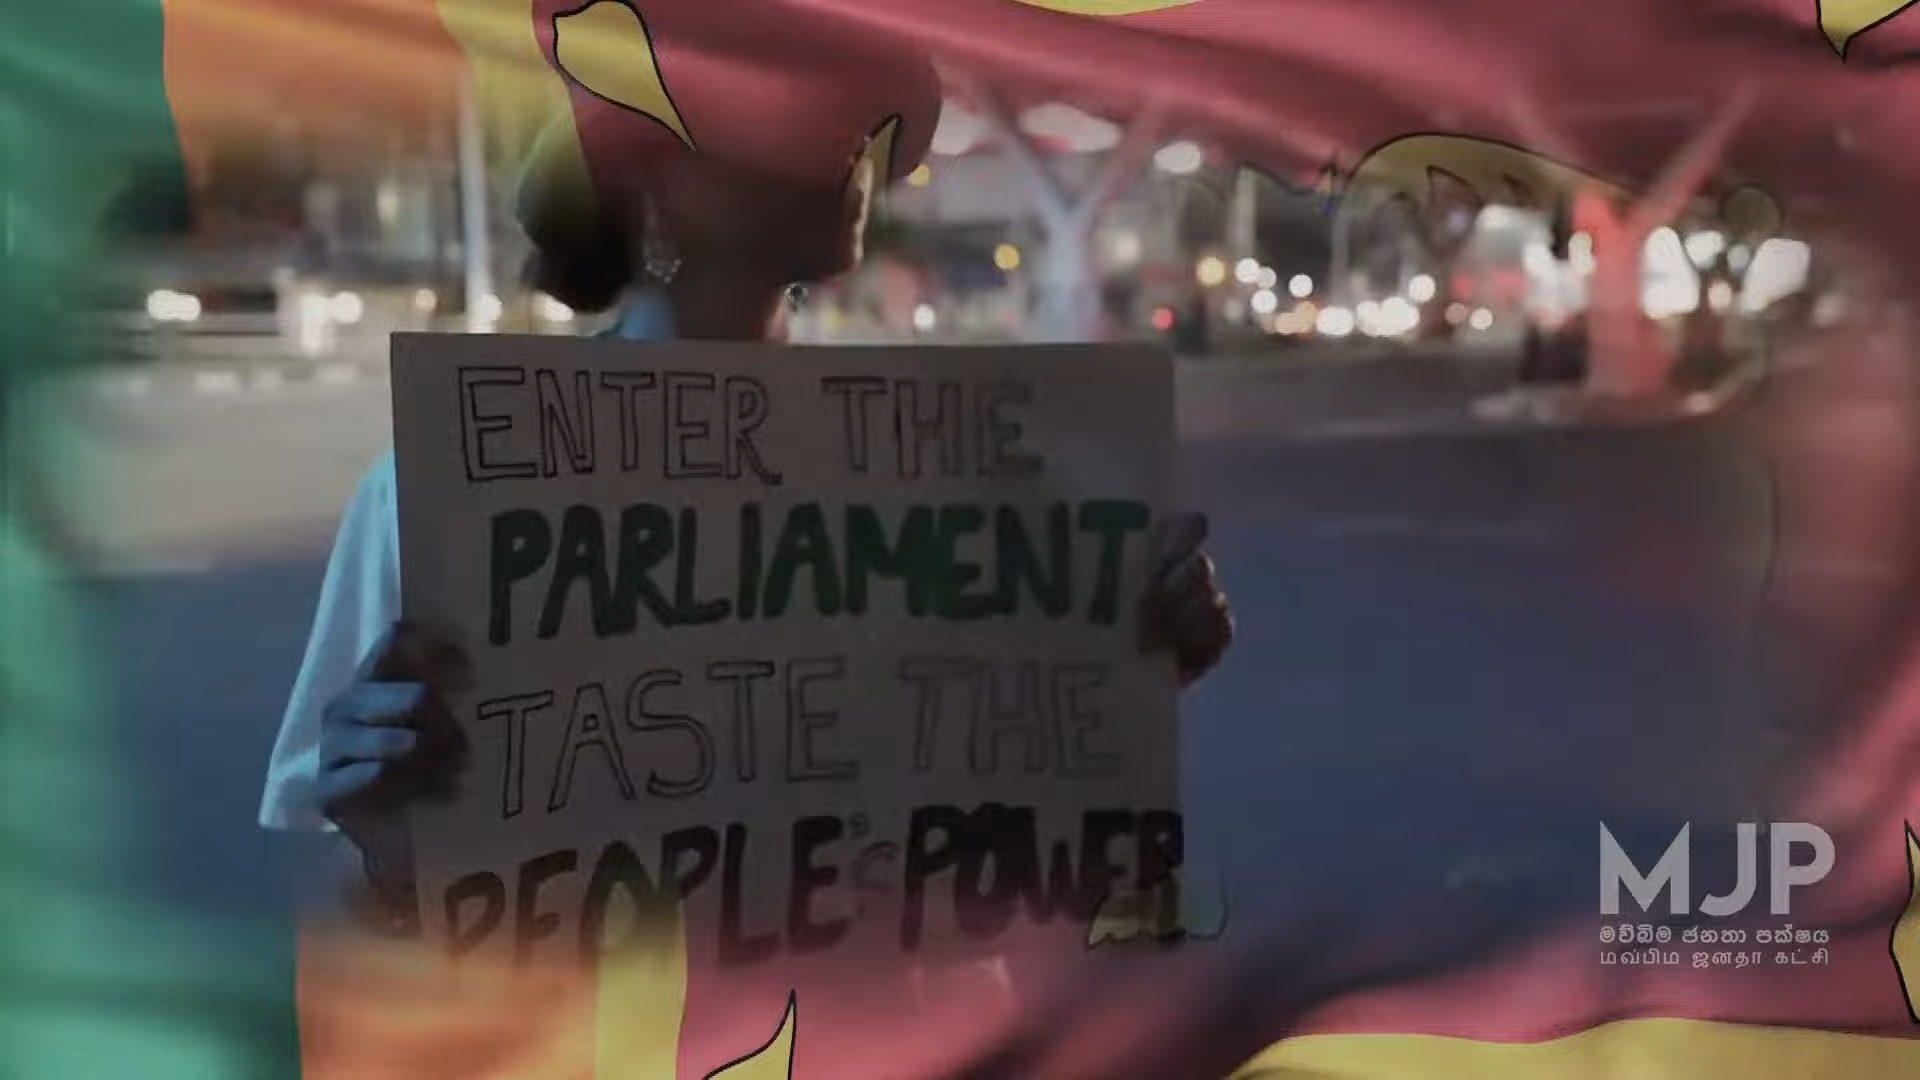 ENTER THE
PARLIAMENT
TASTE THE
PEOPLE'S POWER
MJP
මව්බිම ජනතා පක්ෂය
மவ்பிம ஜனதா கட்சி